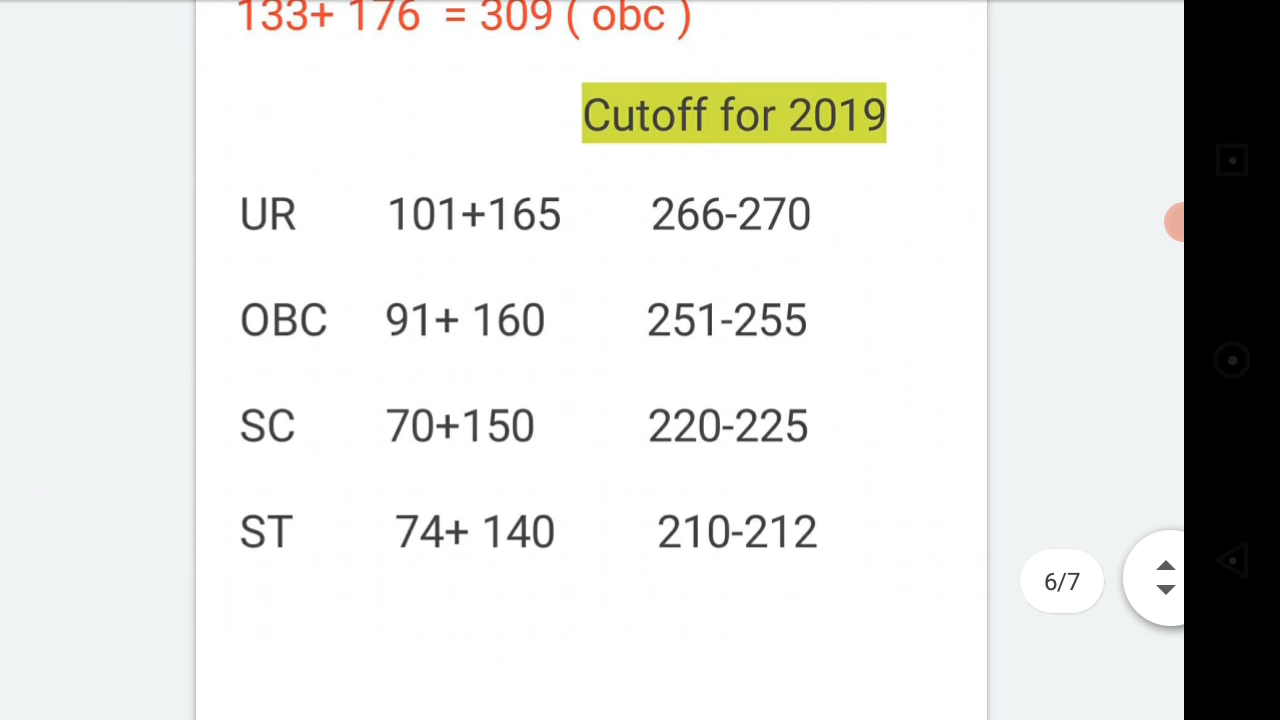 133+ 176 = 309 ( obc )
Cutoff for 2019
UR 101+165 266-270
OBC 91+ 160 251-255
SC 70+150 220-225
ST 74+ 140 210-212
6/7